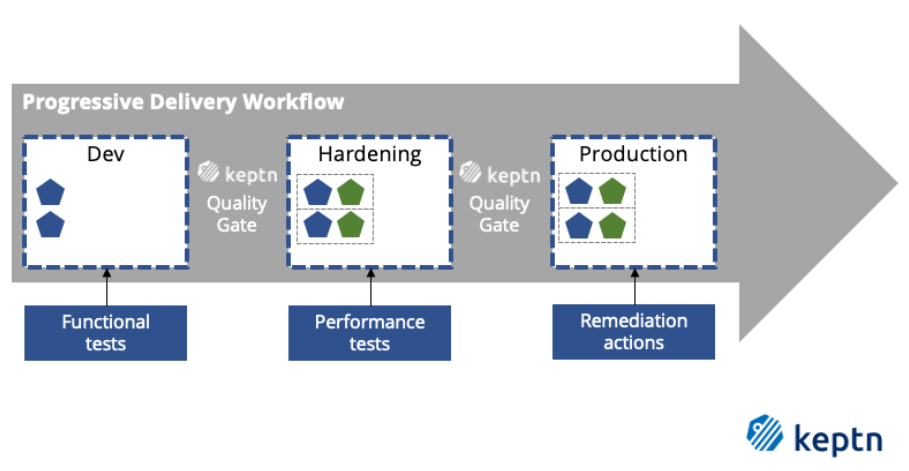 Progressive Delivery Workflow
Dev
keptn
Quality
Gate
Hardening
keptn
Quality
Gate
Production
Functional
tests
Performance
tests
Remediation
actions
keptn